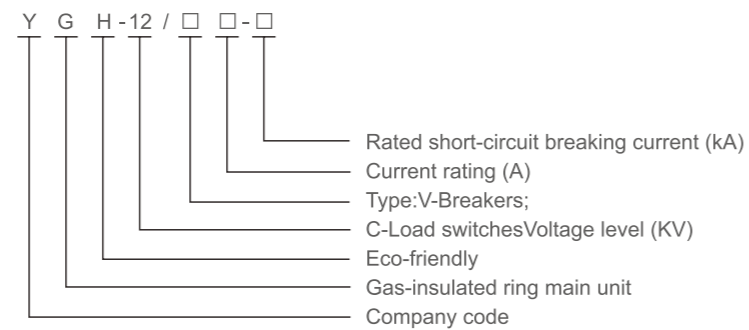 Y G H - 12 / □ □ - □
Rated short-circuit breaking current (kA)
Current rating (A)
Type:V-Breakers;
C-Load switchesVoltage level (KV)
Eco-friendly
Gas-insulated ring main unit
Company code